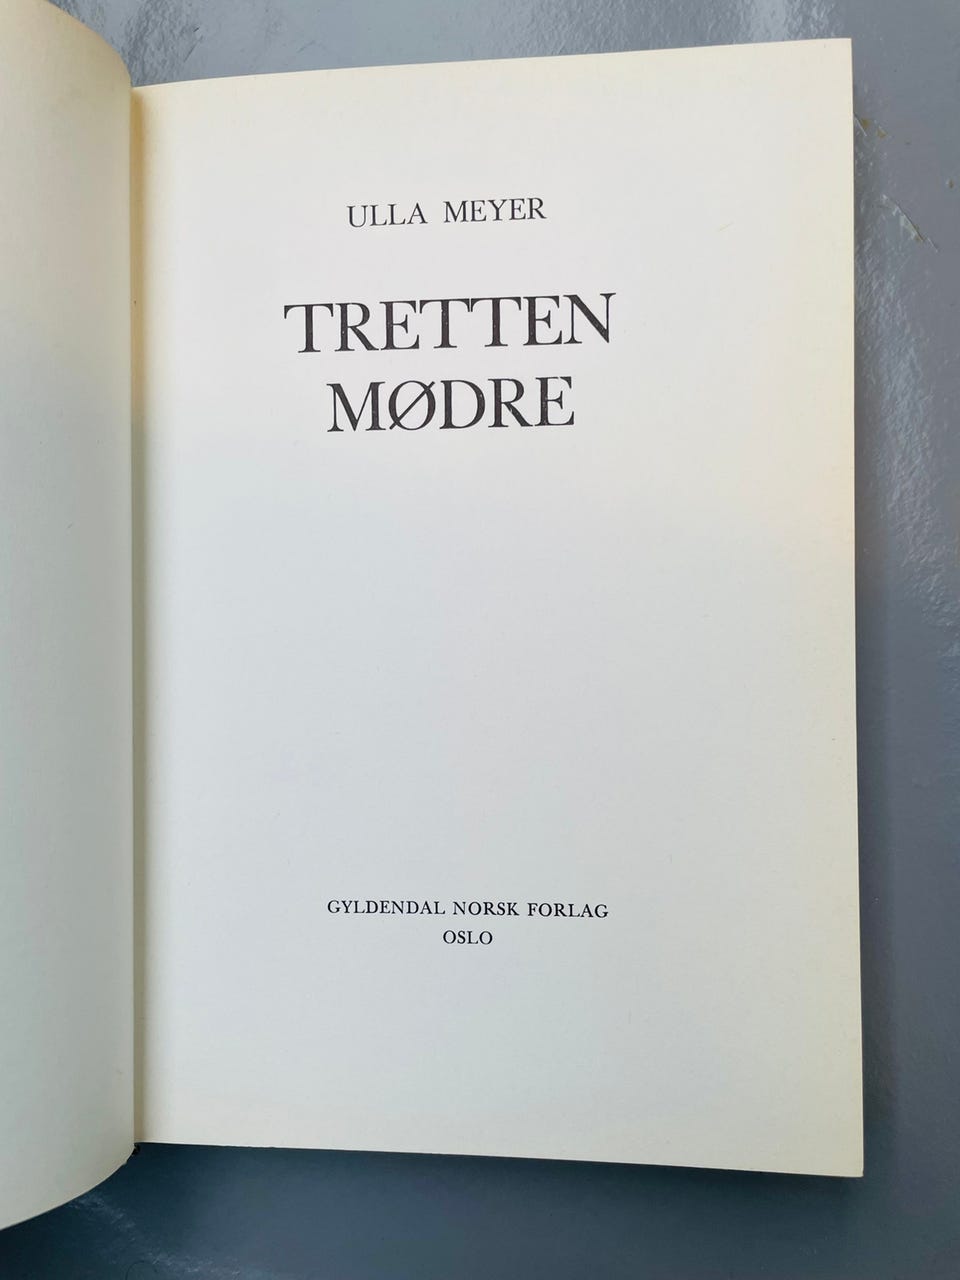 ULLA MEYER
TRETTEN
MØDRE
GYLDENDAL NORSK FORLAG
OSLO